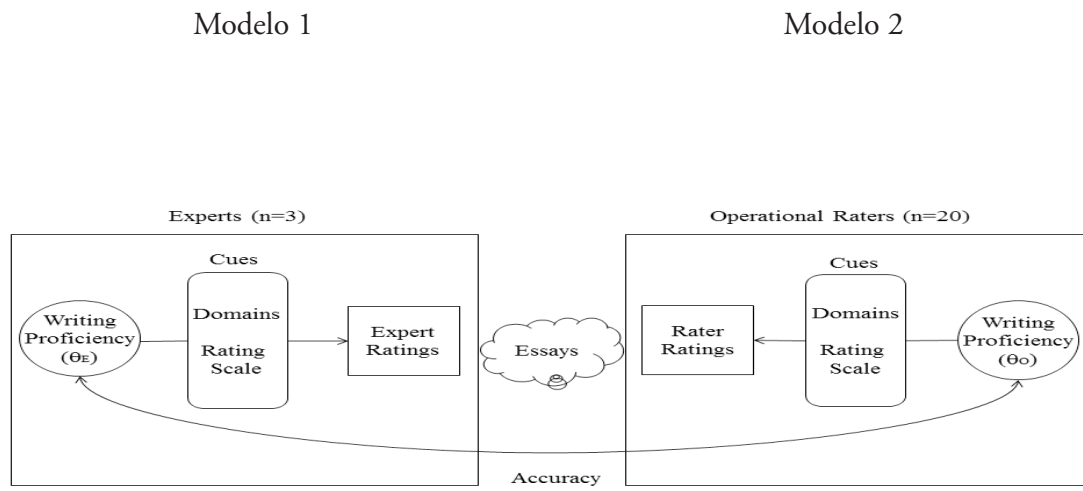 Modelo 1
Modelo 2
Experts (n=3)
Cues
Writing
Proficiency
(θE)
Domains
Rating
Scale
Expert
Ratings
Essays
Operational Raters (n=20)
Cues
Rater
Ratings
Domains
Rating
Scale
Writing
Proficiency
(θO)
Accuracy